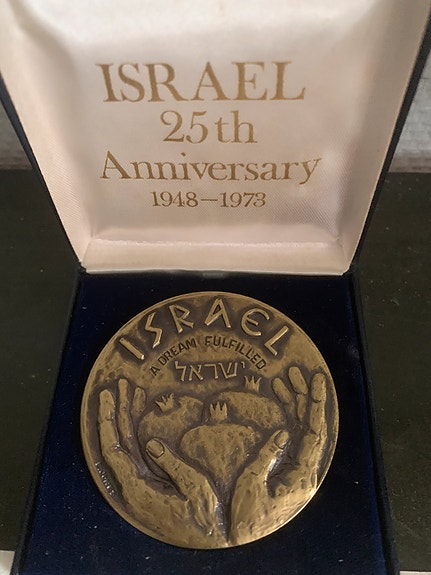 ISRAEL
25th
Anniversary
1948—1973
ISRAEL
A DREAM FULFILLED
ישראל